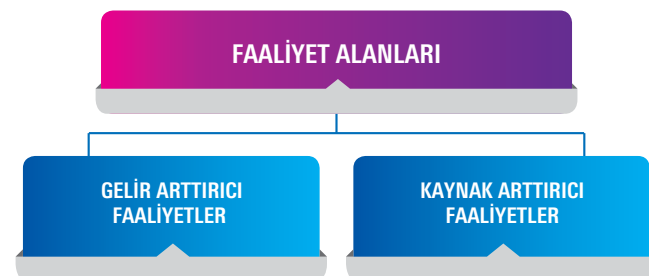 FAALİYET ALANLARI
GELİR ARTTIRICI
FAALİYETLER
KAYNAK ARTTIRICI
FAALİYETLER